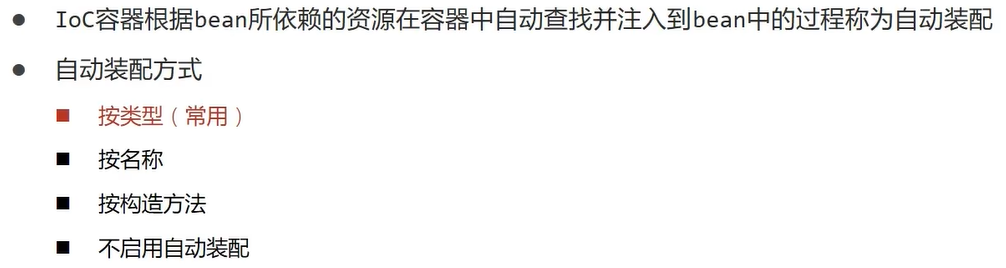 IoC容器根据bean所依赖的资源在容器中自动查找并注入到bean中的过程称为自动装配
自动装配方式
按类型（常用）
按名称
按构造方法
不启用自动装配